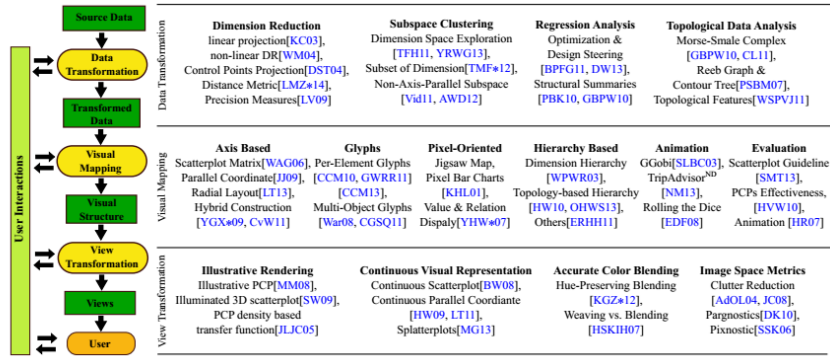 Source Data
Data
Transformation
Transformed
Data
Visual
Mapping
Visual
Structure
View
Transformation
Views
User
User Interactions
Data Transformation
Dimension Reduction
linear projection[KC03],
non-linear DR[WM04],
Control Points Projection[DST04]
Distance Metric[LMZ*14]
Precision Measures[LV09]
Subspace Clustering
Dimension Space Exploration
[TFH11, YRWG13],
Subset of Dimension[TMF*12]
Non-Axis-Parallel Subspace
[Vid11, AWD12]
Regression Analysis
Optimization &
Design Steering
[BPFG11, DW13]
Structural Summaries
[PBK10, GBPW10]
Topological Data Analysis
Morse-Smale Complex
[GBPW10, CL11]
Reeb Graph &
Contour Tree[PSBM07]
Topological Features[WSPVJ11]
Visual Mapping
Axis Based
Scatterplot Matrix[WAG06],
Parallel Coordinate[JJ09],
Radial Layout[LT13]
Hybrid Construction
[YGX*09, CvW11]
Glyphs
Per-Element Glyphs
[CCM10, GWRR11]
[CCM13],
Multi-Object Glyphs
[War08, CGSQ11]
Pixel-Oriented
Jigsaw Map,
Pixel Bar Charts
[KHL01]
Value & Relation
Dispaly[YHW*07]
Hierarchy Based
Dimension Hierarchy
[WPWR03],
Topology-based Hierarchy
[HW10, OHWS13],
Others[ERHH11]
Animation
GGobi[SLBC03]
TripAdvisorND
[NM13],
Rolling the Dice
[EDF08]
Evaluation
Scatterplot Guideline
[SMT13],
PCPs Effectiveness,
[HVW10],
Animation [HR07]
View Transformation
Illustrative Rendering
Illustrative PCP[MM08],
Illuminated 3D scatterplot[SW09],
PCP density based
transfer function[JLJC05]
Continuous Visual Representation
Continuous Scatterplot[BW08],
Continuous Parallel Coordiante
[HW09, LT11],
Splatterplots[MG13]
Accurate Color Blending
Hue-Preserving Blending
[KGZ*12],
Weaving vs. Blending
[HSKIH07]
Image Space Metrics
Clutter Reduction
[AdOL04, JC08],
Pargnostics[DK10],
Pixnostic[SSK06]